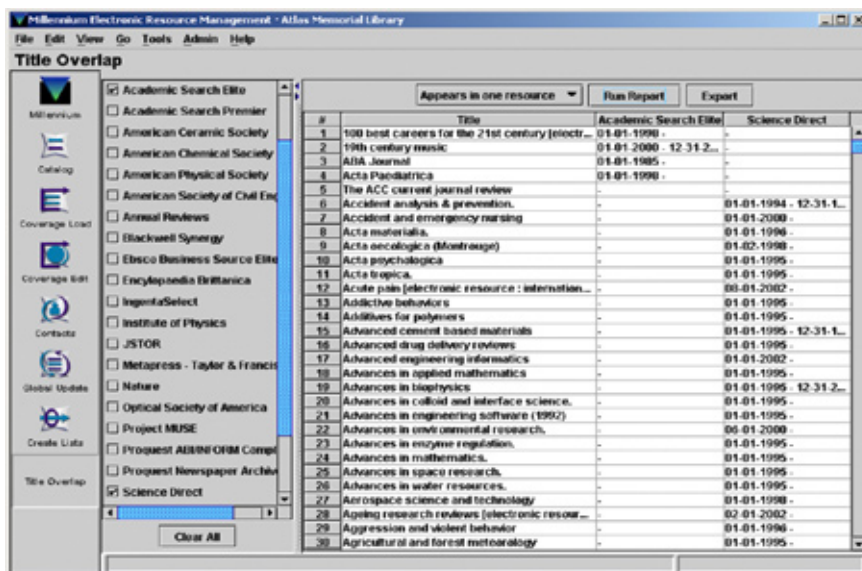 Millennium Electronic Resource Management - Atlas Memorial Library
File Edit View Go Tools Admin Help
Title Overlap
Millennium
Catalog
Coverage Load
Coverage Edit
Contacts
Global Update
Create Lists
Title Overlap
Academic Search Elite
Academic Search Premier
American Ceramic Society
American Chemical Society
American Physical Society
American Society of Civil Eng
Annual Reviews
Blackwell Synergy
Ebsco Business Source Elite
Encylopaedia Brittanica
IngentaSelect
Institute of Physics
JSTOR
Metapress - Taylor & Francis
Nature
Optical Society of America
Project MUSE
Proquest ABI/INFORM Compl
Proquest Newspaper Archiv
Science Direct
Clear All
Appears in one resource Run Report Export
# Title Academic Search Elite Science Direct
1 100 best careers for the 21st century [electr... 01-01-1990 - -
2 19th century music 01-01-2000 - 12-31-2... -
3 ABA Journal 01-01-1985 - -
4 Acta Paediatrica 01-01-1990 - -
5 The ACC current journal review - -
6 Accident analysis & prevention. - 01-01-1994 - 12-31-1...
7 Accident and emergency nursing - 01-01-2000 -
8 Acta materialia. - 01-01-1996 -
9 Acta oecologica (Montrouge) - 01-02-1998 -
10 Acta psychologica - 01-01-1995 -
11 Acta tropica. - 01-01-1995 -
12 Acute pain [electronic resource : internation... - 08-01-2002 -
13 Addictive behaviors - 01-01-1995 -
14 Additives for polymers - 01-01-1995 -
15 Advanced cement based materials - 01-01-1995 - 12-31-1...
16 Advanced drug delivery reviews - 01-01-1995 -
17 Advanced engineering informatics - 01-01-2002 -
18 Advances in applied mathematics - 01-01-1995 -
19 Advances in biophysics - 01-01-1995 - 12-31-2...
20 Advances in colloid and interface science. - 01-01-1995 -
21 Advances in engineering software (1992) - 01-01-1995 -
22 Advances in environmental research. - 06-01-2000 -
23 Advances in enzyme regulation. - 01-01-1995 -
24 Advances in mathematics. - 01-01-1995 -
25 Advances in space research. - 01-01-1995 -
26 Advances in water resources. - 01-01-1995 -
27 Aerospace science and technology - 01-01-1998 -
28 Ageing research reviews [electronic resour... - 02-01-2002 -
29 Aggression and violent behavior - 01-01-1996 -
30 Agricultural and forest meteoralogy - 01-01-1995 -